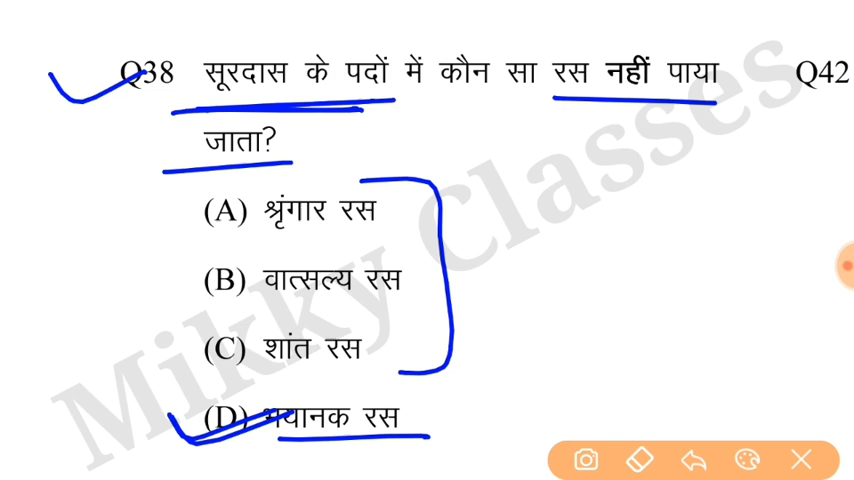 Q38 सूरदास के पदों में कौन सा रस नहीं पाया
जाता?
(A) श्रृंगार रस
(B) वात्सल्य रस
(C) शांत रस
(D) भयानक रस
Q42
Mikky Classes